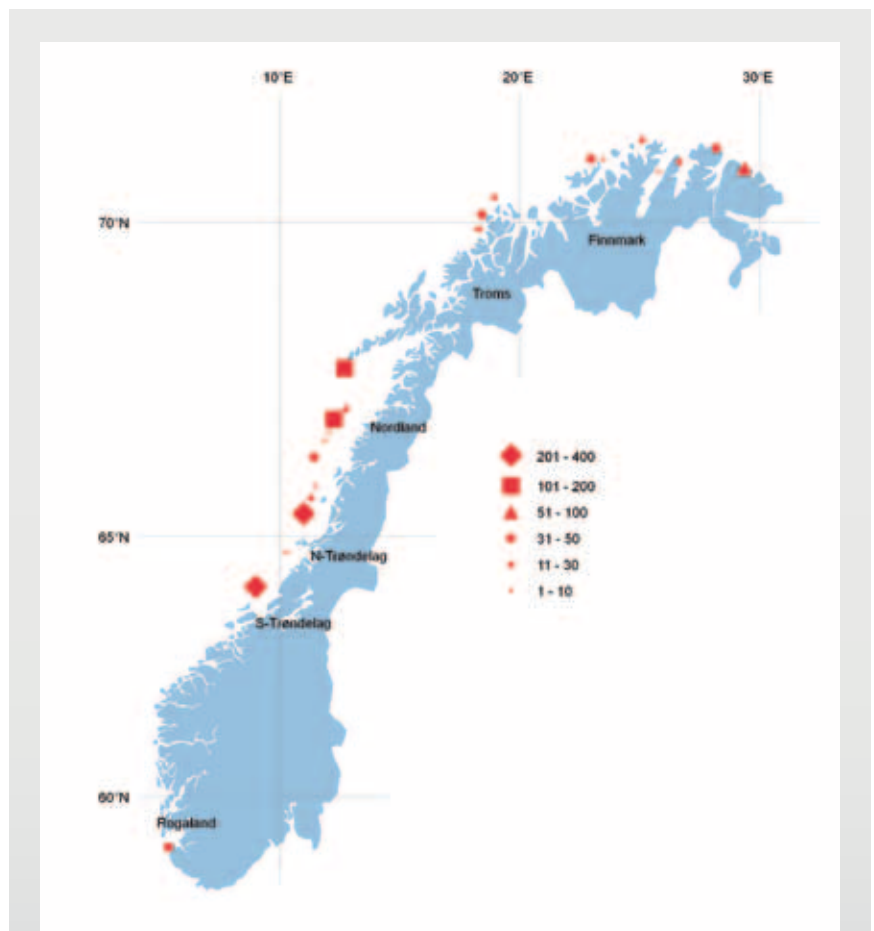 10°E 20°E 30°E
70°N
Finnmark
Troms
Nordland
201 - 400
101 - 200
51 - 100
31 - 50
11 - 30
1 - 10
65°N
N-Trøndelag
S-Trøndelag
60°N
Rogaland